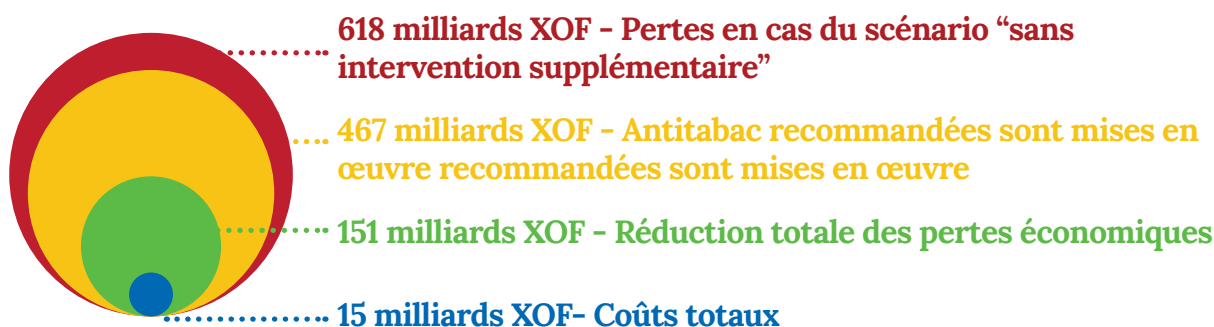 618 milliards XOF - Pertes en cas du scénario “sans
intervention supplémentaire”
467 milliards XOF - Antitabac recommandées sont mises en
œuvre recommandées sont mises en œuvre
151 milliards XOF - Réduction totale des pertes économiques
15 milliards XOF- Coûts totaux